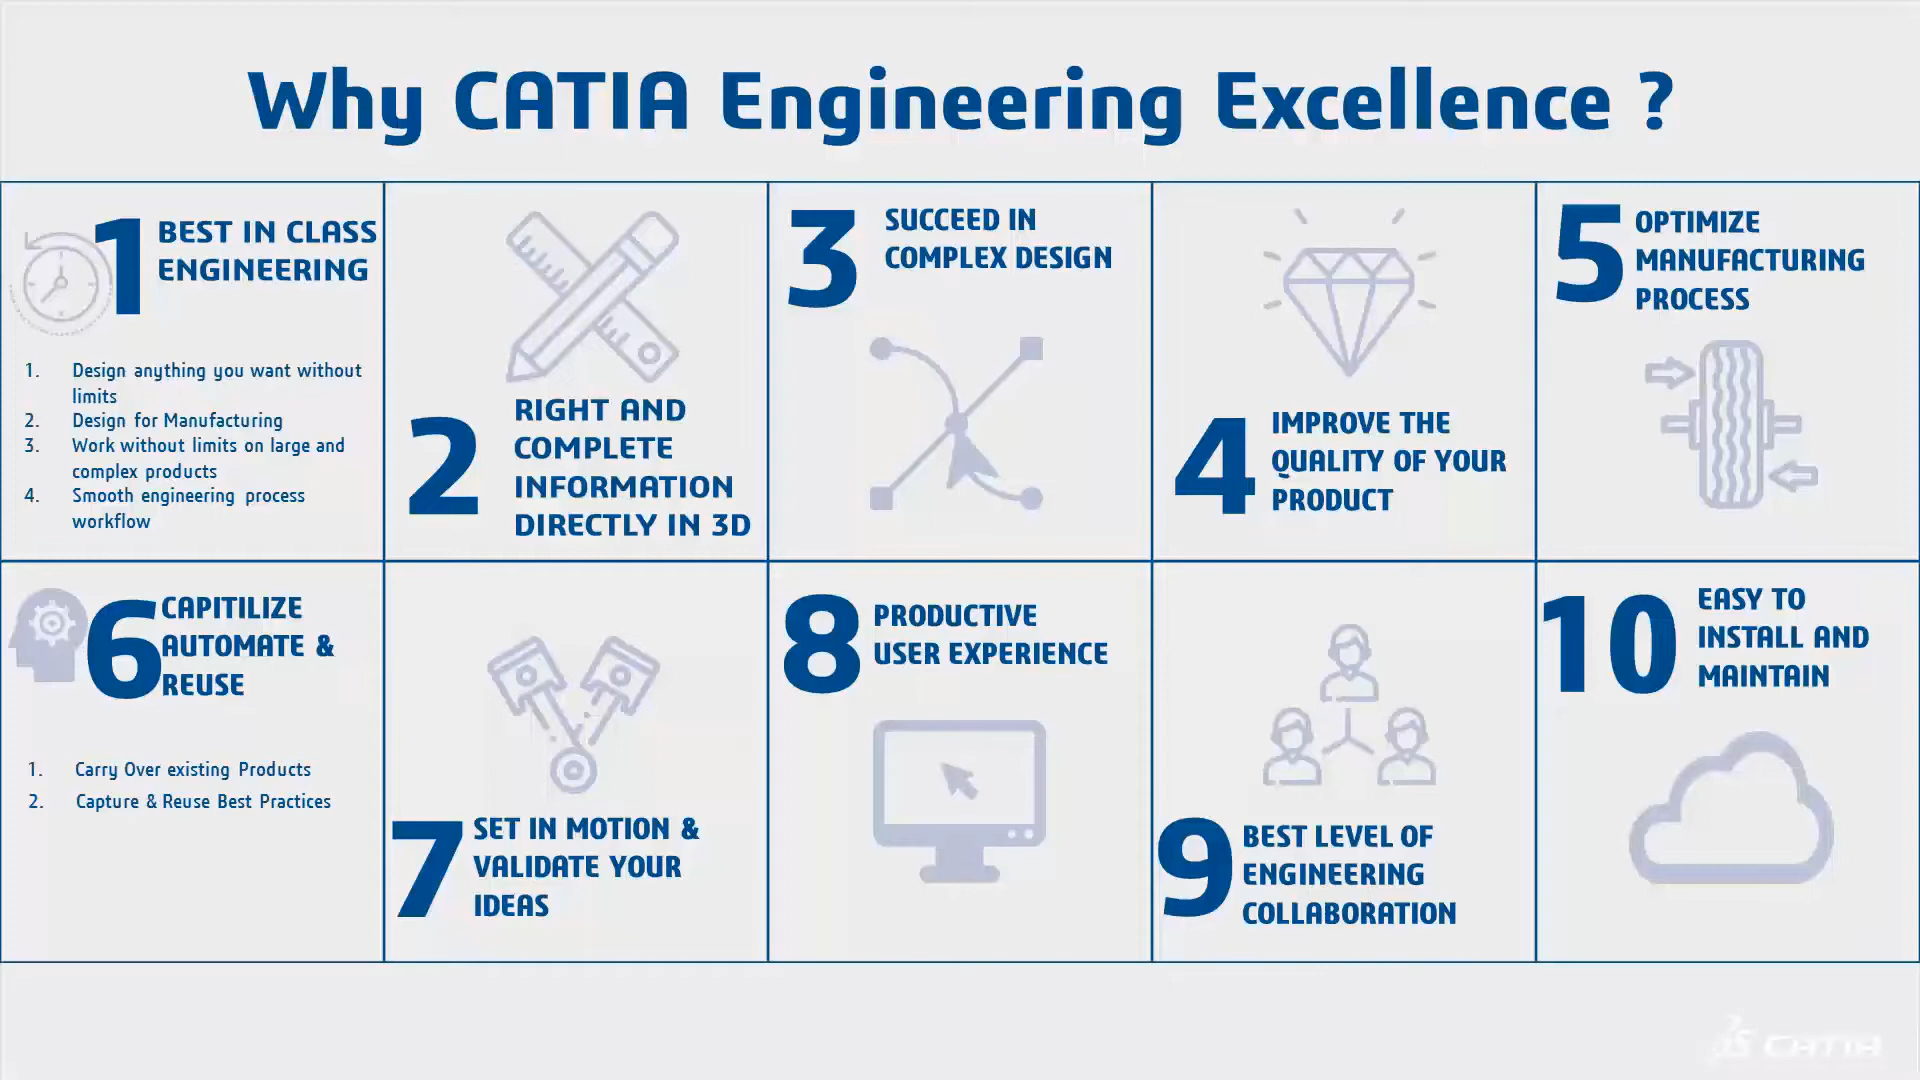 Why CATIA Engineering Excellence ?
1
BEST IN CLASS
ENGINEERING
1. Design anything you want without
limits
2. Design for Manufacturing
3. Work without limits on large and
complex products
4. Smooth engineering process
workflow
2
RIGHT AND
COMPLETE
INFORMATION
DIRECTLY IN 3D
3
SUCCEED IN
COMPLEX DESIGN
4
IMPROVE THE
QUALITY OF YOUR
PRODUCT
5
OPTIMIZE
MANUFACTURING
PROCESS
6
CAPITILIZE
AUTOMATE &
REUSE
1. Carry Over existing Products
2. Capture & Reuse Best Practices
7
SET IN MOTION &
VALIDATE YOUR
IDEAS
8
PRODUCTIVE
USER EXPERIENCE
9
BEST LEVEL OF
ENGINEERING
COLLABORATION
10
EASY TO
INSTALL AND
MAINTAIN
CATIA